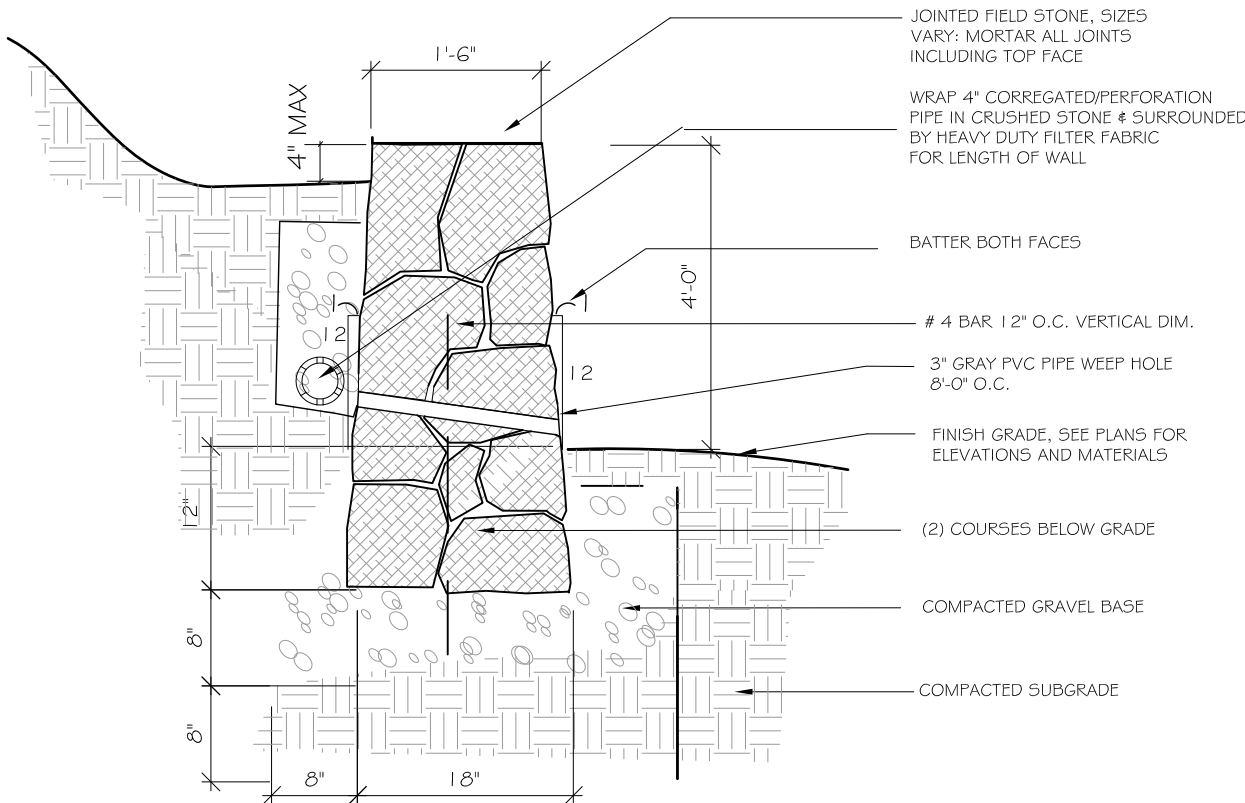 JOINTED FIELD STONE, SIZES
VARY: MORTAR ALL JOINTS
INCLUDING TOP FACE
1'-6"
4" MAX
WRAP 4" CORREGATED/PERFORATION
PIPE IN CRUSHED STONE & SURROUNDED
BY HEAVY DUTY FILTER FABRIC
FOR LENGTH OF WALL
BATTER BOTH FACES
4'-0"
1
1
12
12
# 4 BAR 12" O.C. VERTICAL DIM.
3" GRAY PVC PIPE WEEP HOLE
8'-0" O.C.
FINISH GRADE, SEE PLANS FOR
ELEVATIONS AND MATERIALS
12"
(2) COURSES BELOW GRADE
COMPACTED GRAVEL BASE
8"
COMPACTED SUBGRADE
8"
8"
18"